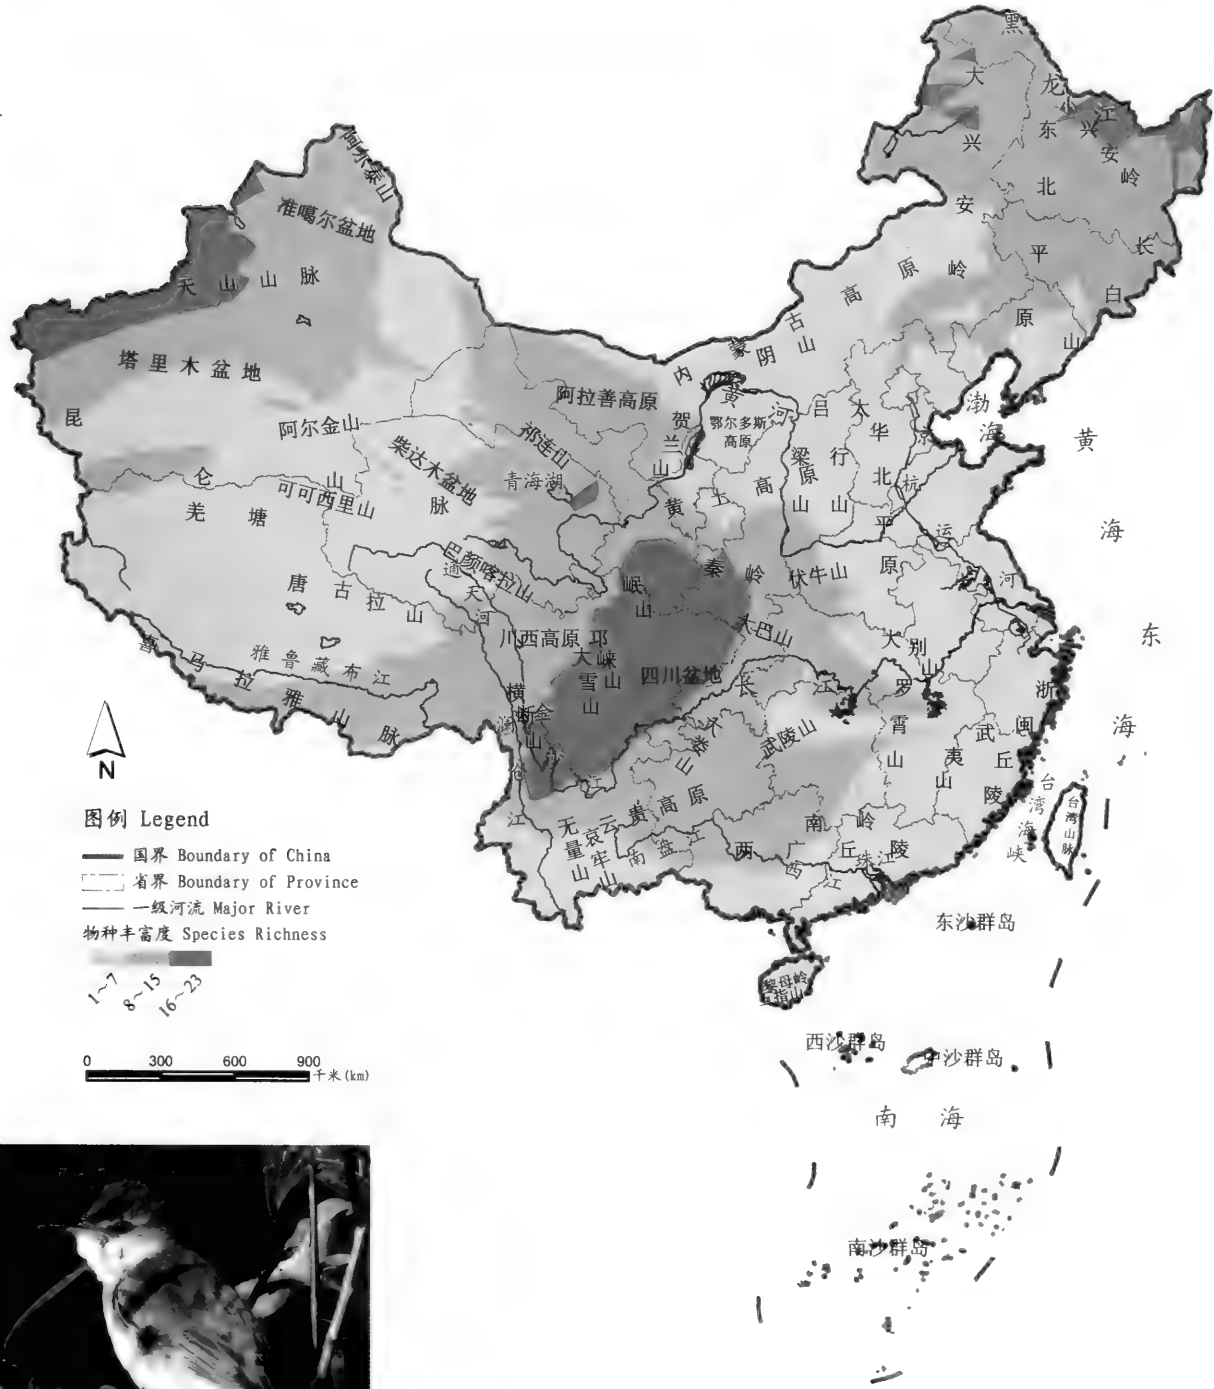 黑龙江
大兴安岭
小兴安岭
东北平原
长白山
阿尔泰山
准噶尔盆地
天山山脉
塔里木盆地
内蒙古高原
阴山
昆仑山脉
阿尔金山
阿拉善高原
祁连山
贺兰山
黄河
鄂尔多斯
高原
吕梁山
太行山
华北平原
京杭运河
渤海
黄海
柴达木盆地
青海湖
可可西里山
羌塘
黄土高原
巴颜喀拉山
通天河
岷山
秦岭
伏牛山
唐古拉山
川西高原
邛崃山
大雪山
大巴山
四川盆地
大别山
喜马拉雅山脉
雅鲁藏布江
横断山
澜沧江
长江
武陵山
大娄山
罗霄山
武夷山
浙闽丘陵
东海
台湾海峡
台湾山脉
无量山
哀牢山
云贵高原
南盘江
南岭
两广丘陵
西江
珠江
东沙群岛
黎母岭
五指山
西沙群岛
中沙群岛
南海
南沙群岛
N
图例 Legend
国界 Boundary of China
省界 Boundary of Province
一级河流 Major River
物种丰富度 Species Richness
1～7
8～15
16～23
0 300 600 900
千米(km)